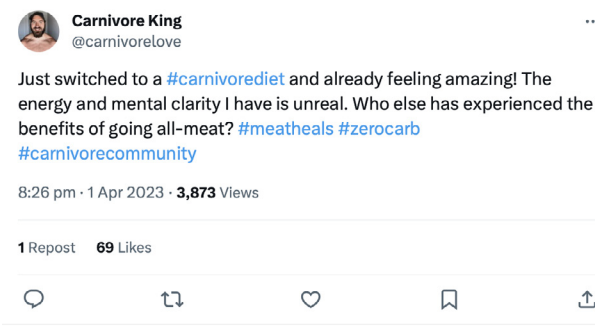 Carnivore King
@carnivorelove
Just switched to a #carnivorediet and already feeling amazing! The
energy and mental clarity I have is unreal. Who else has experienced the
benefits of going all-meat? #meatheals #zerocarb
#carnivorecommunity
8:26 pm · 1 Apr 2023 · 3,873 Views
1 Repost 69 Likes